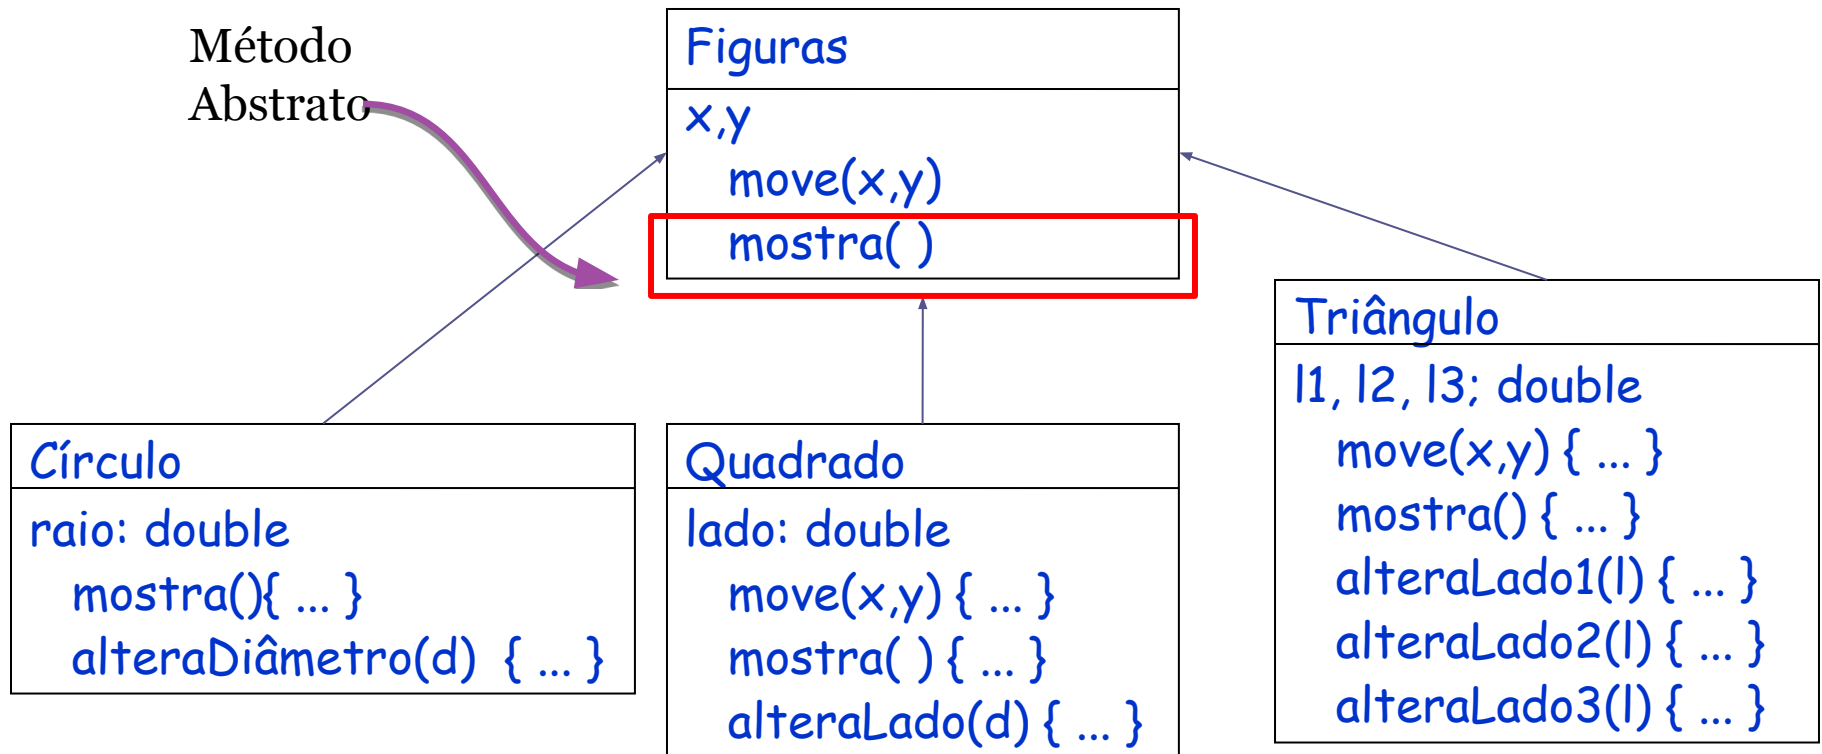 Método
Abstrato
Figuras
x,y
move(x,y)
mostra( )
Círculo
raio: double
mostra(){ ... }
alteraDiâmetro(d) { ... }
Quadrado
lado: double
move(x,y) { ... }
mostra( ) { ... }
alteraLado(d) { ... }
Triângulo
l1, l2, l3; double
move(x,y) { ... }
mostra() { ... }
alteraLado1(l) { ... }
alteraLado2(l) { ... }
alteraLado3(l) { ... }